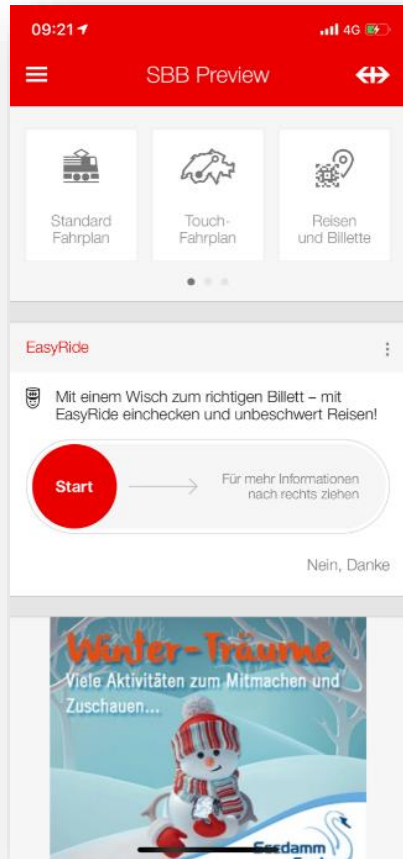 09:21
4G
SBB Preview
Standard
Fahrplan
Touch-
Fahrplan
Reisen
und Billette
EasyRide
Mit einem Wisch zum richtigen Billett – mit
EasyRide einchecken und unbeschwert Reisen!
Start
Für mehr Informationen
nach rechts ziehen
Nein, Danke
Winter-Träume
Viele Aktivitäten zum Mitmachen und
Zuschauen...
Seedamm